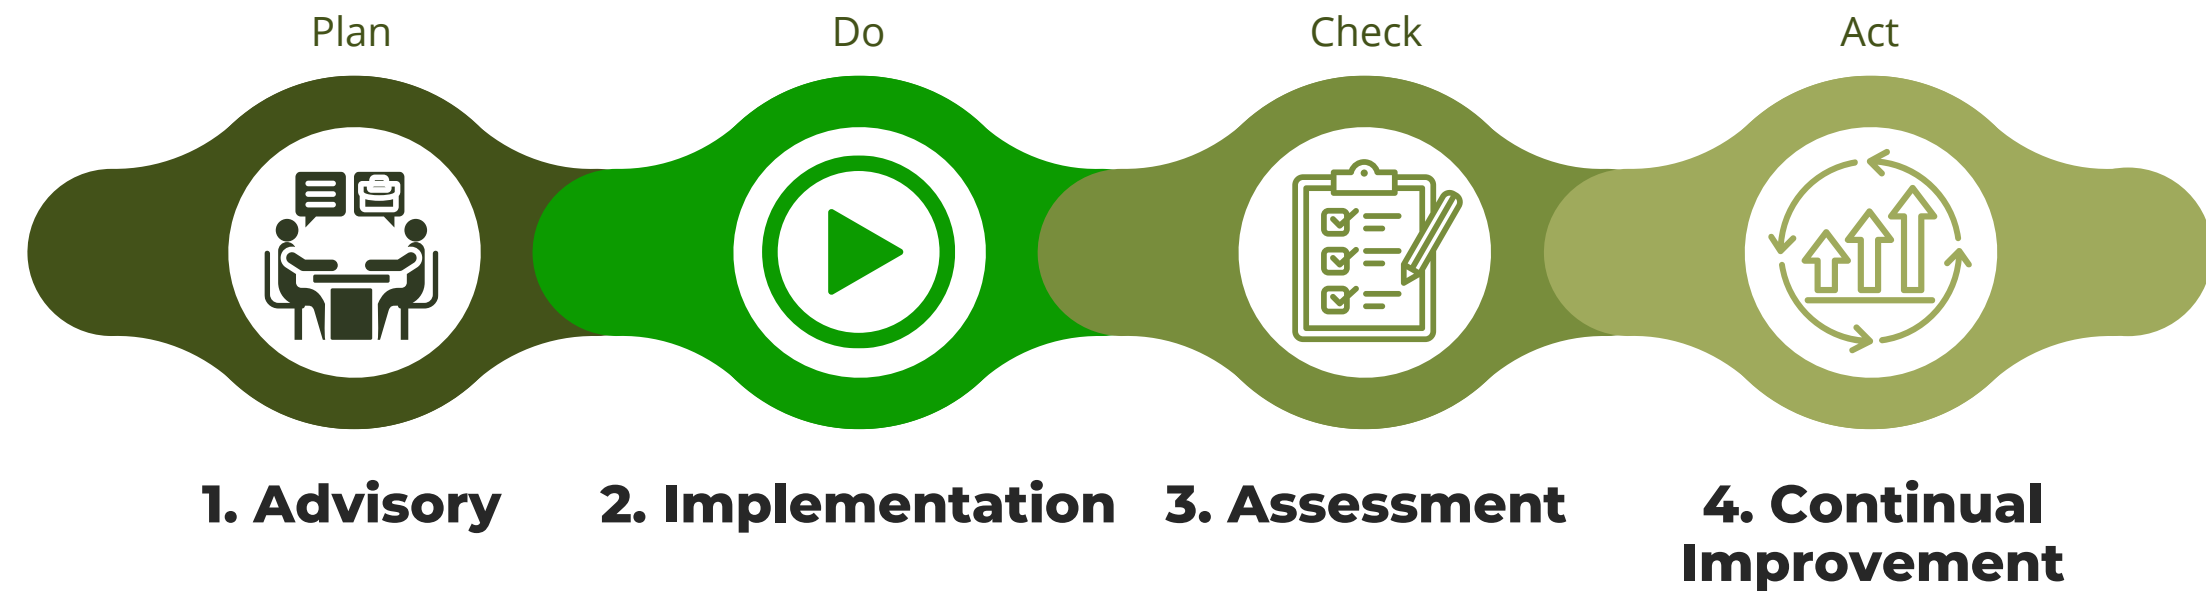 Plan
Do
Check
Act
1. Advisory
2. Implementation
3. Assessment
4. Continual
Improvement